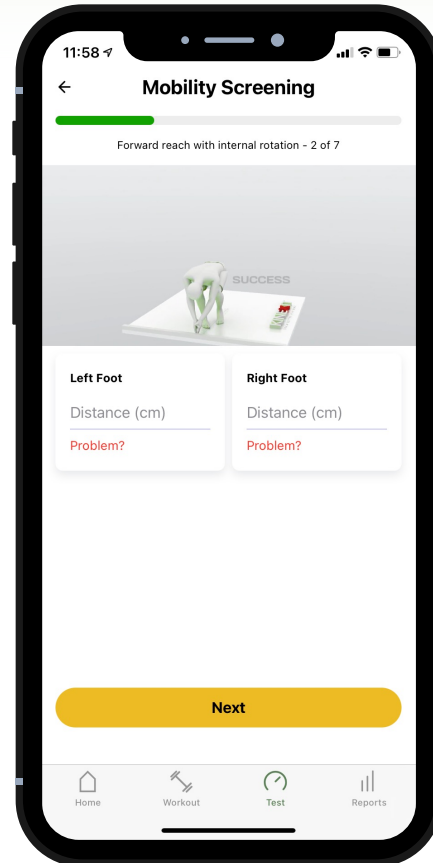 11:58
Mobility Screening
Forward reach with internal rotation - 2 of 7
SUCCESS
Left Foot
Right Foot
Distance (cm)
Distance (cm)
Problem?
Problem?
Next
Home
Workout
Test
Reports